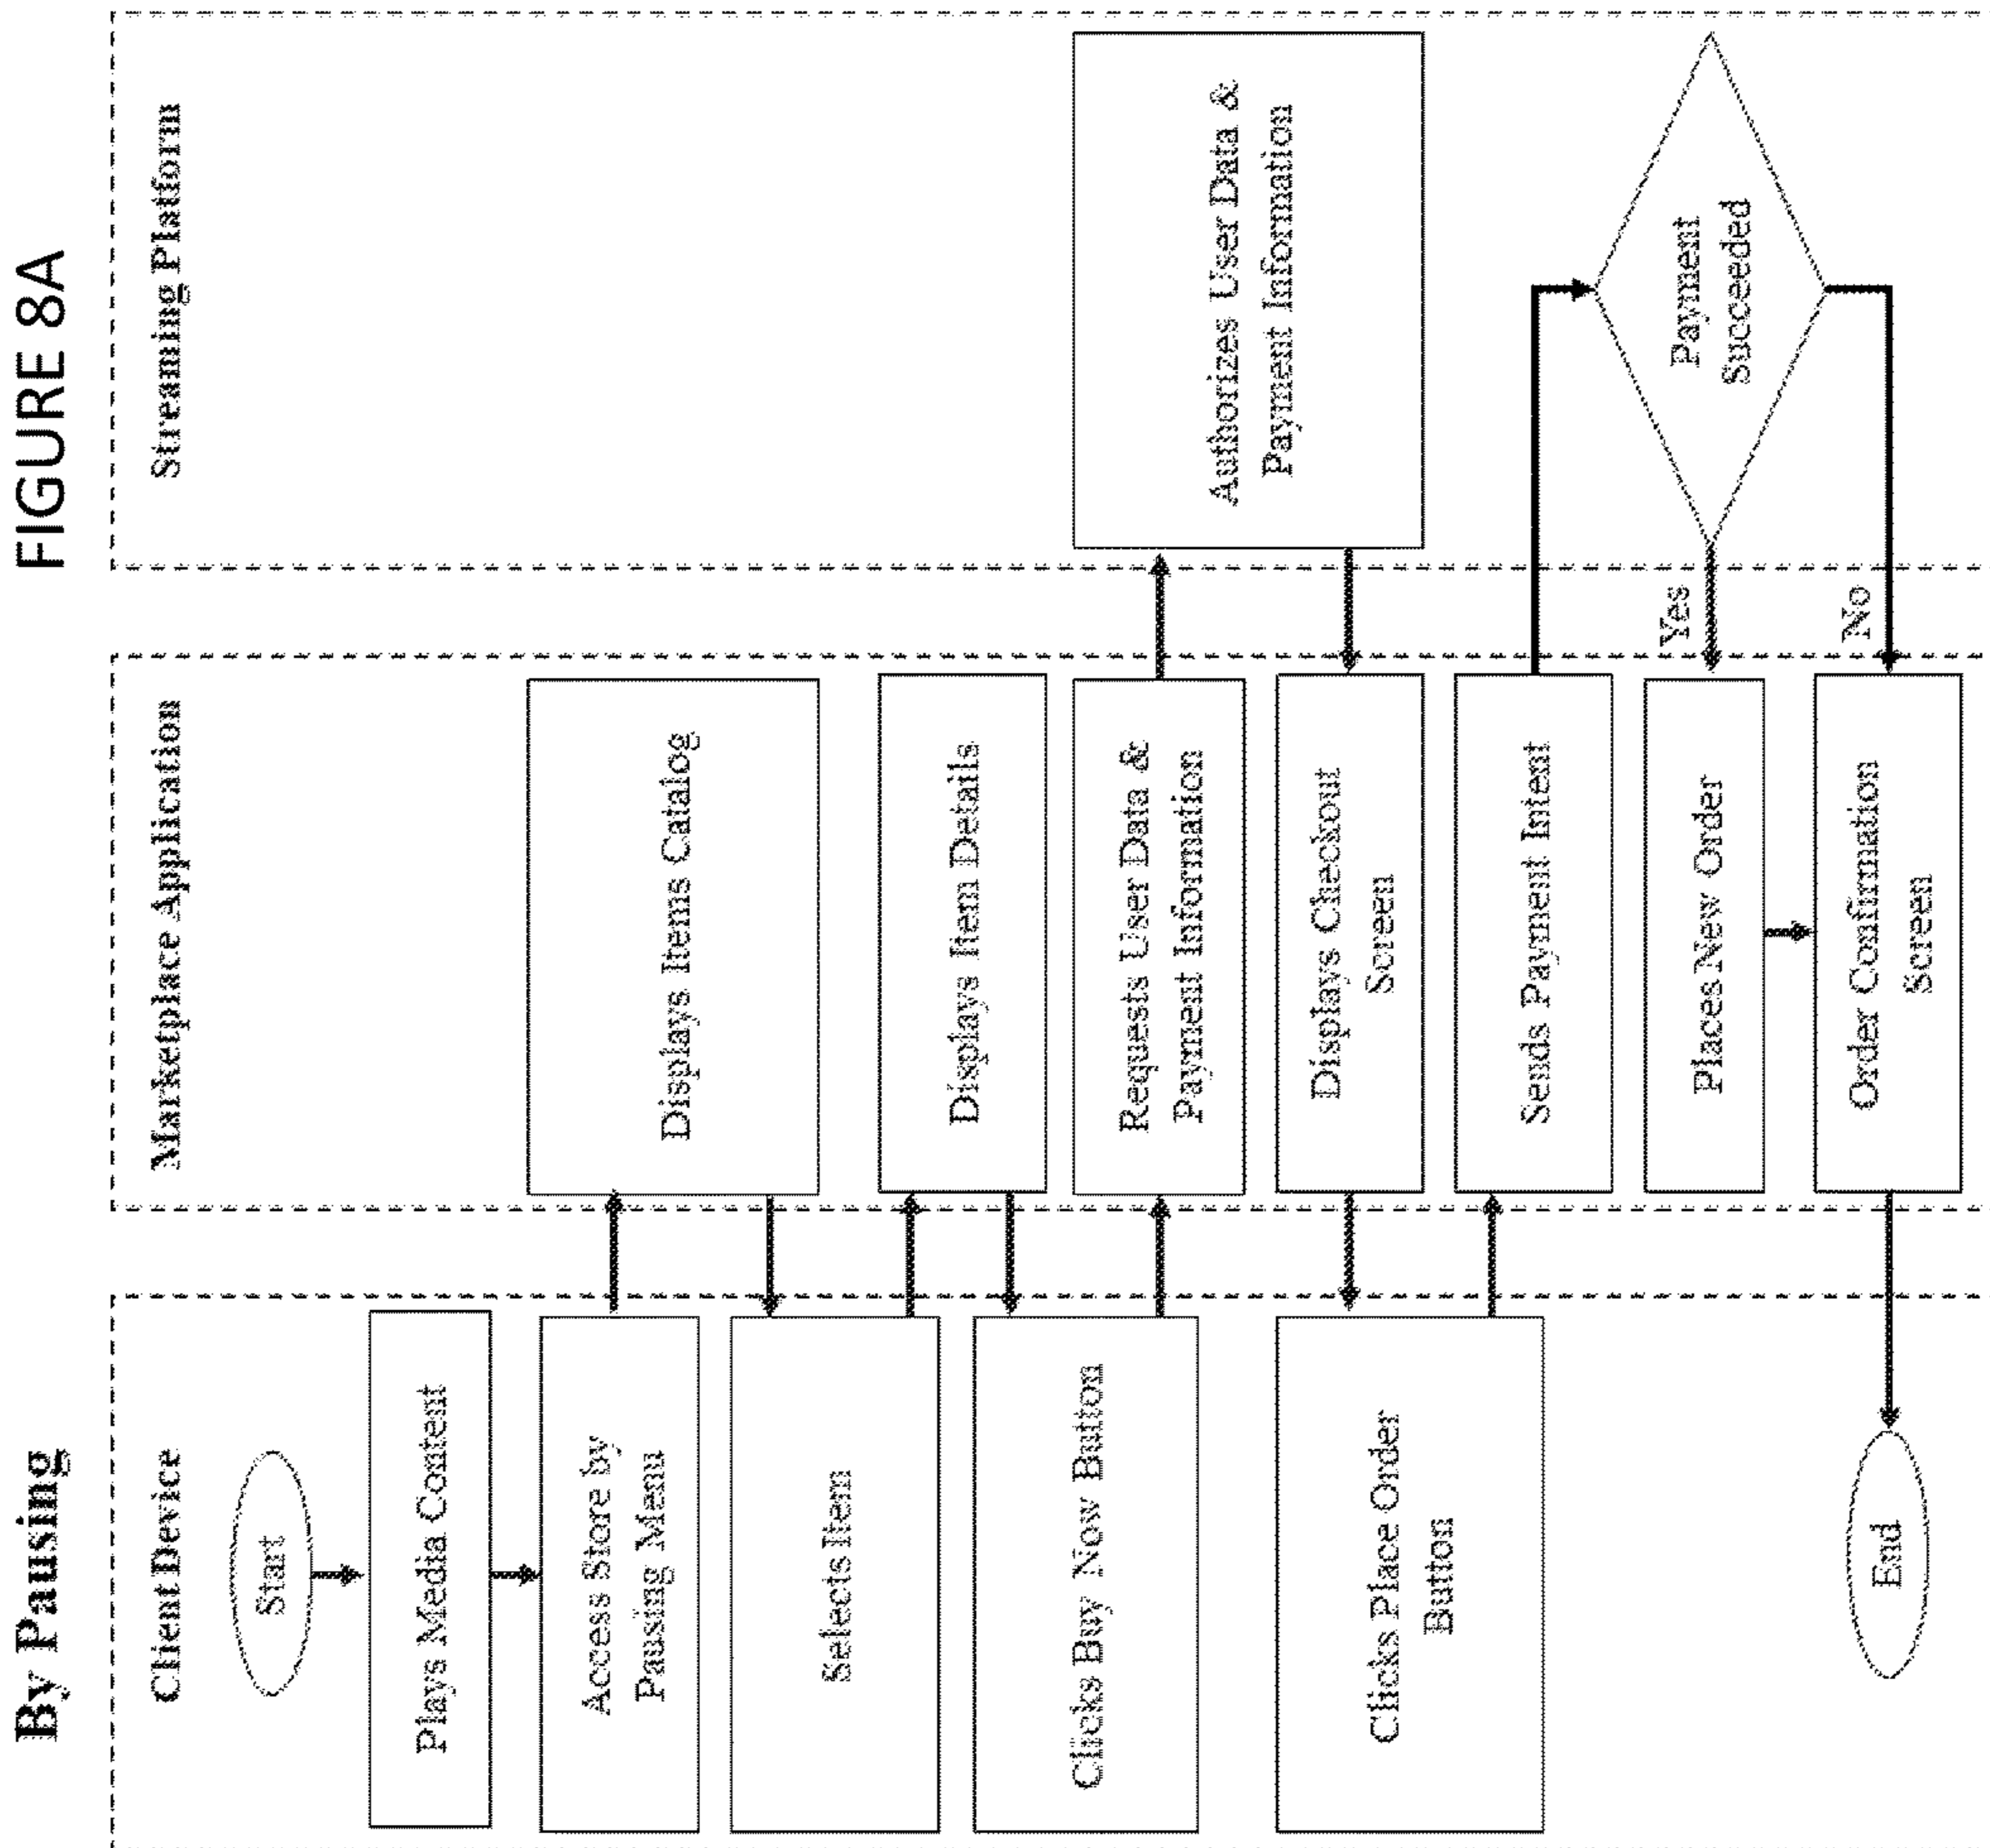 FIGURE 8A
By Pausing
Client Device
Start
Plays Media Content
Access Store by
Pausing Menu
Selects Item
Clicks Buy Now Button
Clicks Place Order
Button
End
Marketplace Application
Displays Items Catalog
Displays Item Details
Requests User Data &
Payment Information
Displays Checkout
Screen
Sends Payment Intent
Places New Order
Order Confirmation
Screen
Yes
No
Streaming Platform
Authorizes User Data &
Payment Information
Payment
Succeeded